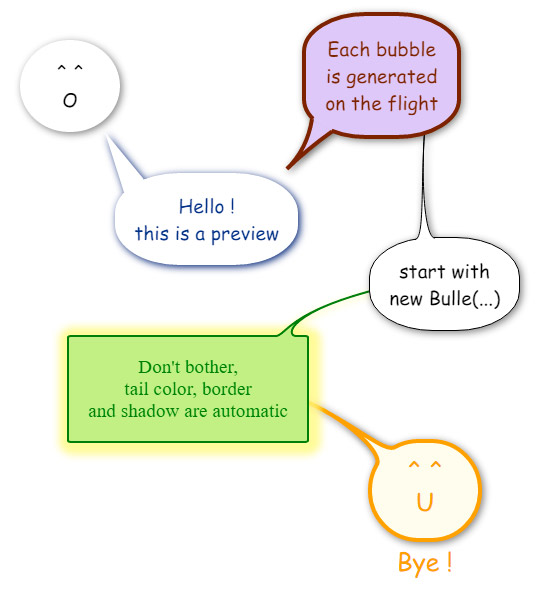 ^ ^
O
Each bubble
is generated
on the flight
Hello !
this is a preview
start with
new Bulle(...)
Don't bother,
tail color, border
and shadow are automatic
^ ^
U
Bye !